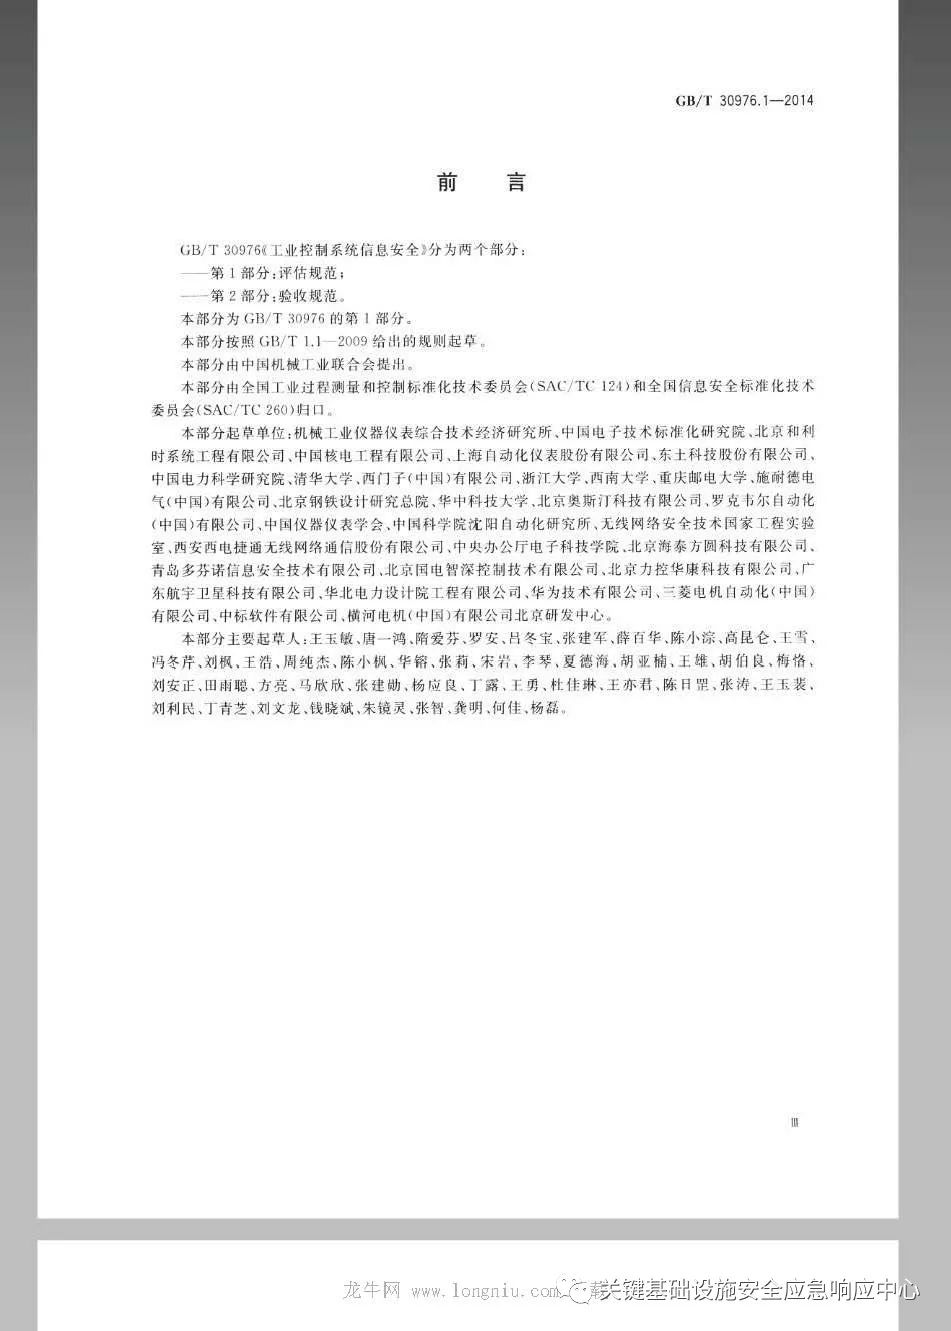 GB/T 30976.1—2014
前 言
GB/T 30976《工业控制系统信息安全》分为两个部分:
——第 1 部分:评估规范;
——第 2 部分:验收规范。
本部分为 GB/T 30976 的第 1 部分。
本部分按照 GB/T 1.1—2009 给出的规则起草。
本部分由中国机械工业联合会提出。
本部分由全国工业过程测量和控制标准化技术委员会(SAC/TC 124)和全国信息安全标准化技术
委员会(SAC/TC 260)归口。
本部分起草单位:机械工业仪器仪表综合技术经济研究所、中国电子技术标准化研究院、北京和利
时系统工程有限公司、中国核电工程有限公司、上海自动化仪表股份有限公司、东土科技股份有限公司、
中国电力科学研究院、清华大学、西门子(中国)有限公司、浙江大学、西南大学、重庆邮电大学、施耐德电
气(中国)有限公司、北京钢铁设计研究总院、华中科技大学、北京奥斯汀科技有限公司、罗克韦尔自动化
(中国)有限公司、中国仪器仪表学会、中国科学院沈阳自动化研究所、无线网络安全技术国家工程实验
室、西安西电捷通无线网络通信股份有限公司、中央办公厅电子科技学院、北京海泰方圆科技有限公司、
青岛多芬诺信息安全技术有限公司、北京国电智深控制技术有限公司、北京力控华康科技有限公司、广
东航宇卫星科技有限公司、华北电力设计院工程有限公司、华为技术有限公司、三菱电机自动化(中国)
有限公司、中标软件有限公司、横河电机(中国)有限公司北京研发中心。
本部分主要起草人:王玉敏、唐一鸿、隋爱芬、罗安、吕冬宝、张建军、薛百华、陈小淙、高昆仑、王雪、
冯冬芹、刘枫、王浩、周纯杰、陈小枫、华镕、张莉、宋岩、李琴、夏德海、胡亚楠、王雄、胡伯良、梅恪、
刘安正、田雨聪、方亮、马欣欣、张建勋、杨应良、丁露、王勇、杜佳琳、王亦君、陈日罡、张涛、王玉裴、
刘利民、丁青芝、刘文龙、钱晓斌、朱镜灵、张智、龚明、何佳、杨磊。
Ⅲ
龙牛网 www.longniu.com 载
关键基础设施安全应急响应中心